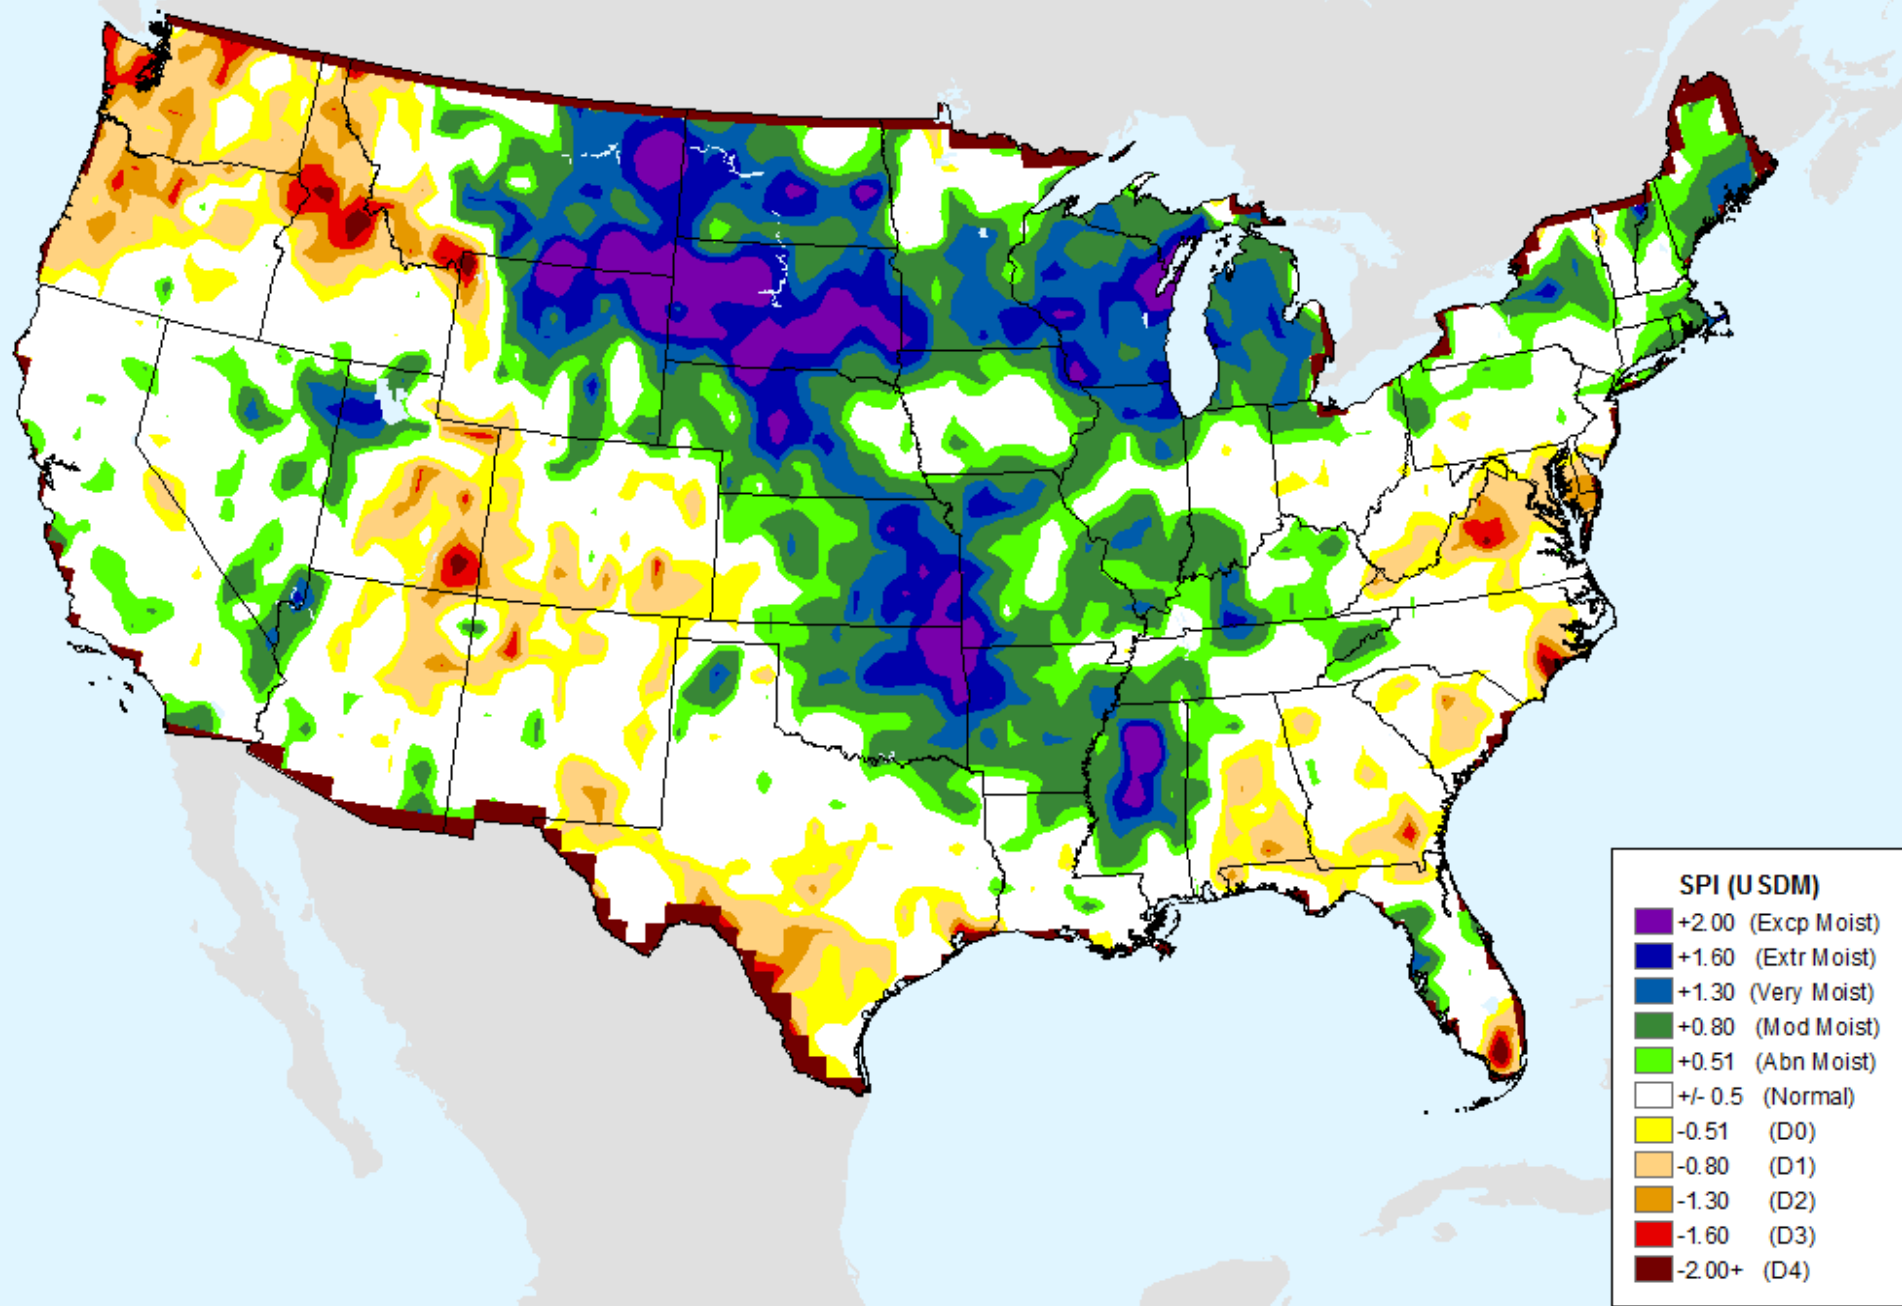 SPI (USDM)
+2.00 (Excp Moist)
+1.60 (Extr Moist)
+1.30 (Very Moist)
+0.80 (Mod Moist)
+0.51 (Abn Moist)
+/- 0.5 (Normal)
-0.51 (D0)
-0.80 (D1)
-1.30 (D2)
-1.60 (D3)
-2.00+ (D4)